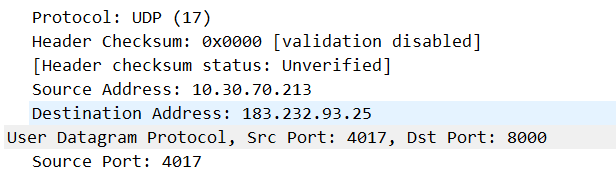 Protocol: UDP (17)
Header Checksum: 0x0000 [validation disabled]
[Header checksum status: Unverified]
Source Address: 10.30.70.213
Destination Address: 183.232.93.25
User Datagram Protocol, Src Port: 4017, Dst Port: 8000
Source Port: 4017